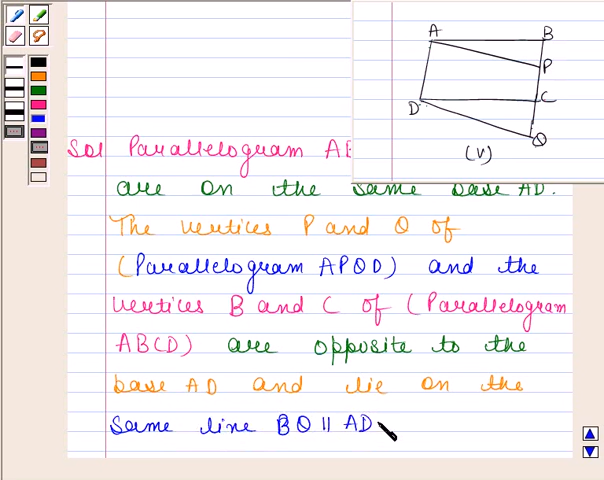 A B
P
D C
Q
(V)
Sol Parallelogram AB
are on the same base AD.
The vertices P and Q of
(Parallelogram APQD) and the
vertices B and C of (Parallelogram
ABCD) are opposite to the
base AD and lie on the
same line BQ || AD